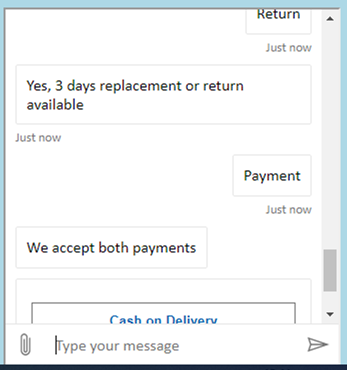 Return
Just now
Yes, 3 days replacement or return
available
Just now
Payment
Just now
We accept both payments
Cash on Delivery
Type your message